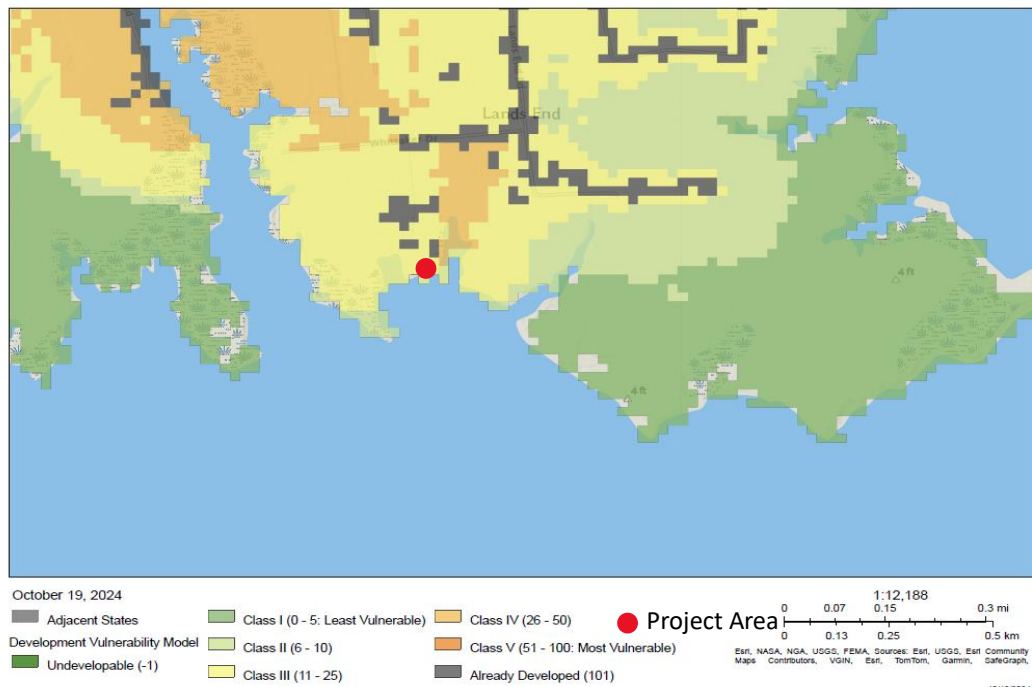 Lands End
4 ft
4 ft
October 19, 2024
Adjacent States
Development Vulnerability Model
Undevelopable (-1)
Class I (0 - 5: Least Vulnerable)
Class II (6 - 10)
Class III (11 - 25)
Class IV (26 - 50)
Class V (51 - 100: Most Vulnerable)
Already Developed (101)
Project Area
1:12,188
0 0.07 0.15 0.3 mi
0 0.13 0.25 0.5 km
Esri, NASA, NGA, USGS, FEMA, Sources: Esri, USGS, Esri Community
Maps Contributors, VGIN, Esri, TomTom, Garmin, SafeGraph,